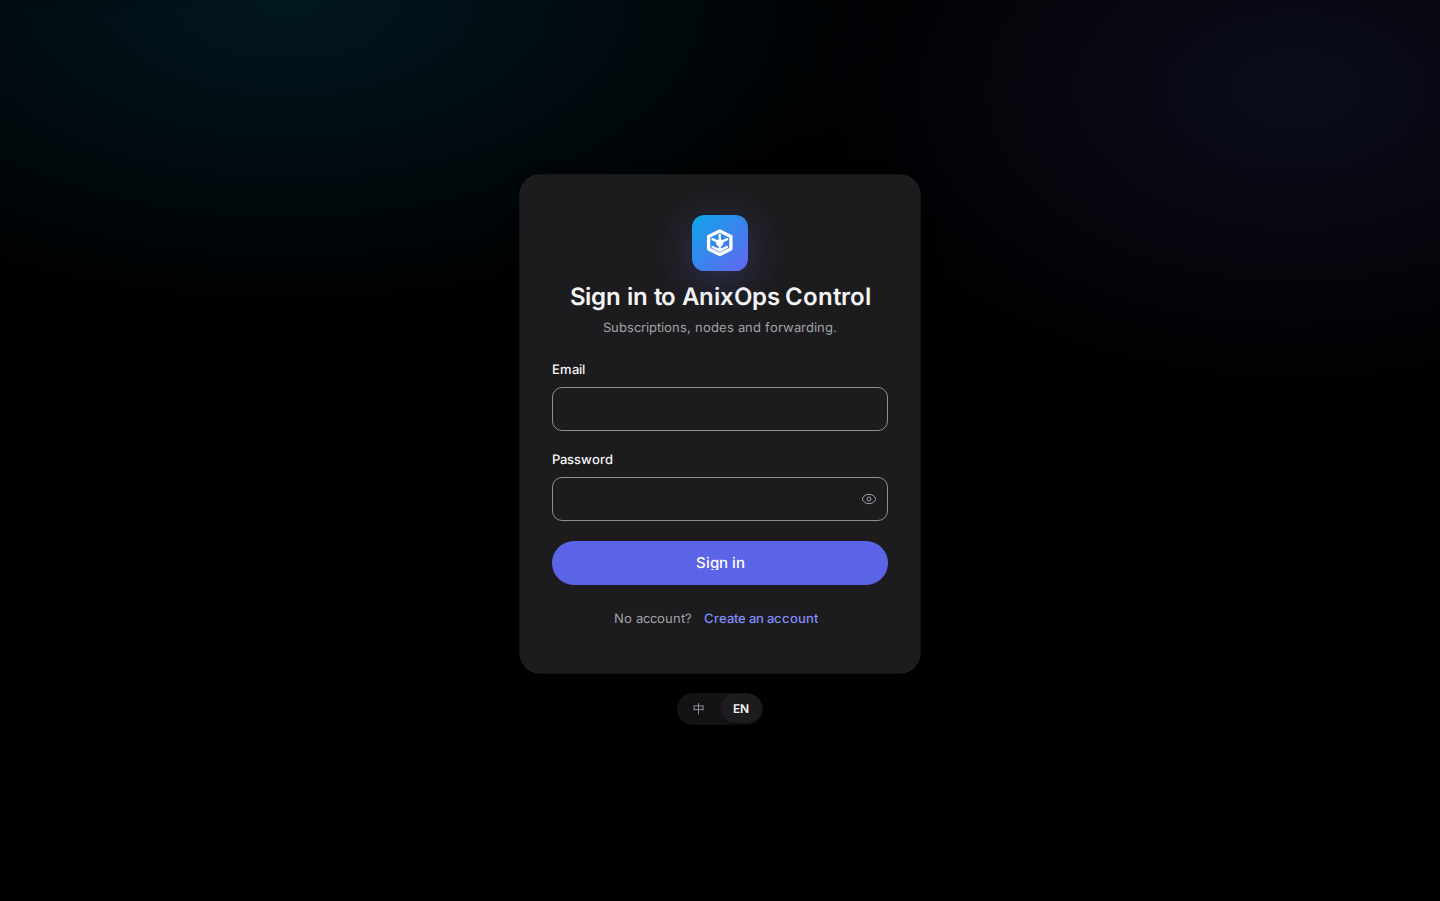 Sign in to AnixOps Control
Subscriptions, nodes and forwarding.
Email
Password
Sign in
No account? Create an account
中 EN